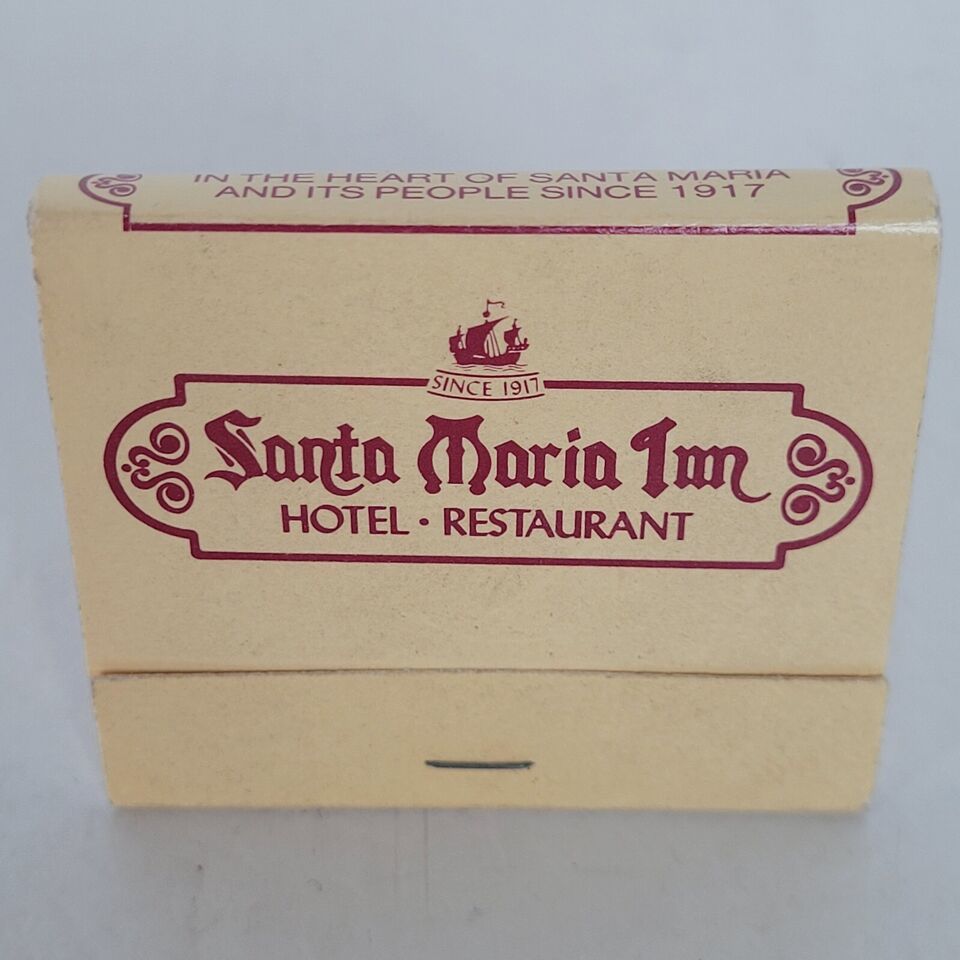 IN THE HEART OF SANTA MARIA
AND ITS PEOPLE SINCE 1917
SINCE 1917
Santa Maria Inn
HOTEL • RESTAURANT